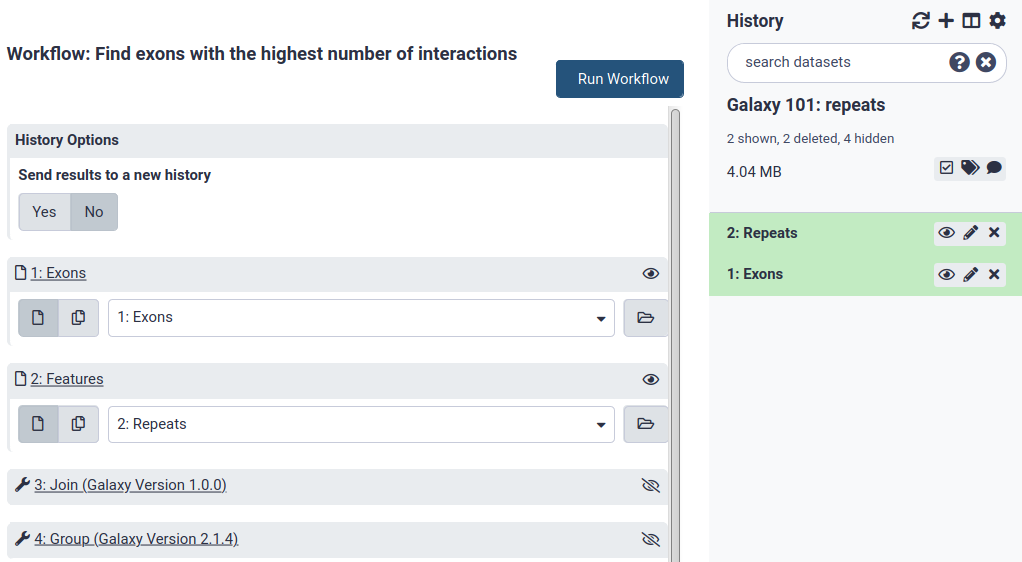 Workflow: Find exons with the highest number of interactions
Run Workflow
History Options
Send results to a new history
Yes No
1: Exons
1: Exons
2: Features
2: Repeats
3: Join (Galaxy Version 1.0.0)
4: Group (Galaxy Version 2.1.4)
History
search datasets
Galaxy 101: repeats
2 shown, 2 deleted, 4 hidden
4.04 MB
2: Repeats
1: Exons